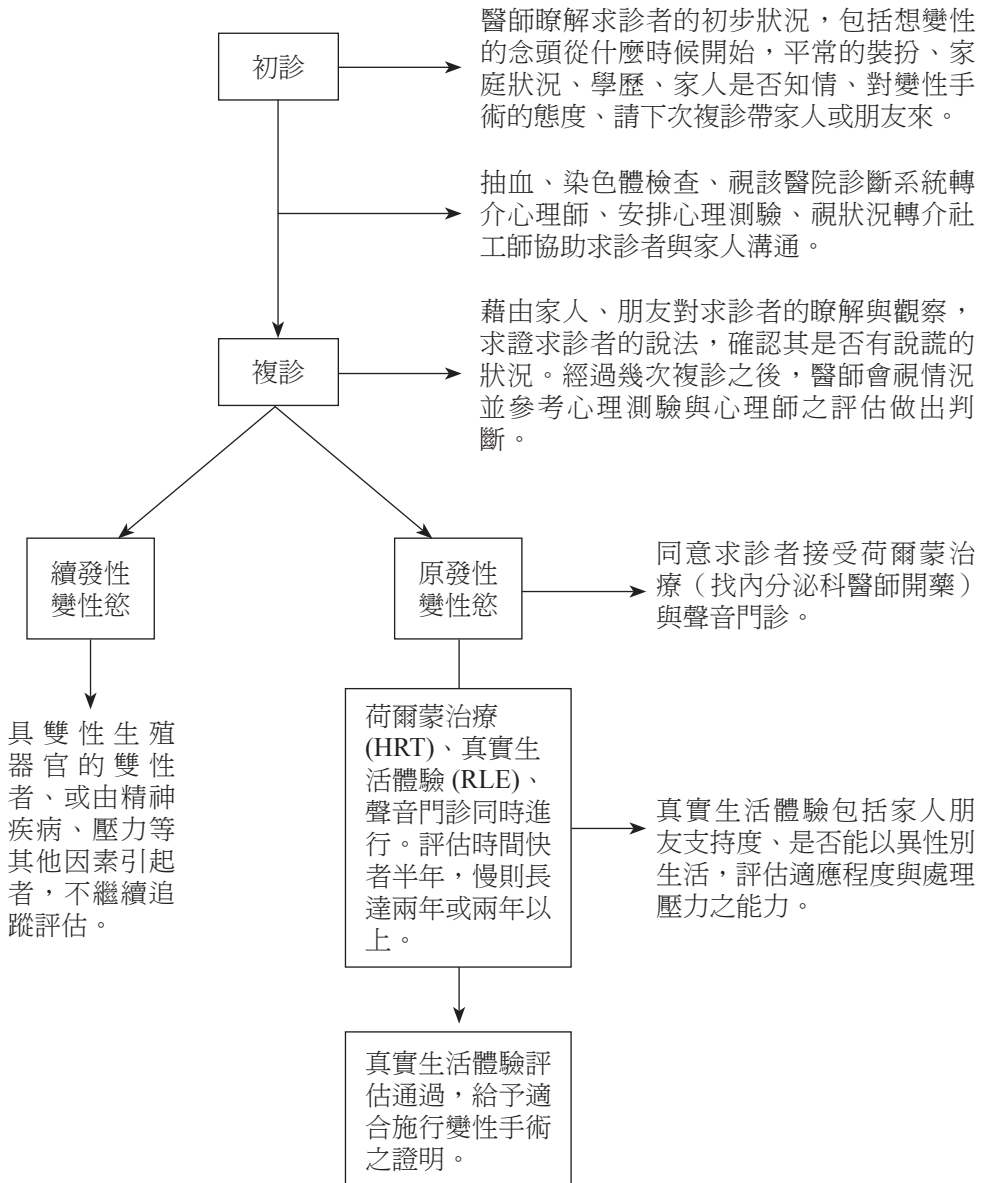 初診
醫師瞭解求診者的初步狀況，包括想變性
的念頭從什麼時候開始，平常的裝扮、家
庭狀況、學歷、家人是否知情、對變性手
術的態度、請下次複診帶家人或朋友來。
抽血、染色體檢查、視該醫院診斷系統轉
介心理師、安排心理測驗、視狀況轉介社
工師協助求診者與家人溝通。
複診
藉由家人、朋友對求診者的瞭解與觀察，
求證求診者的說法，確認其是否有說謊的
狀況。經過幾次複診之後，醫師會視情況
並參考心理測驗與心理師之評估做出判
斷。
續發性
變性慾
原發性
變性慾
同意求診者接受荷爾蒙治
療（找內分泌科醫師開藥）
與聲音門診。
具雙性生殖
器官的雙性
者、或由精神
疾病、壓力等
其他因素引起
者，不繼續追
蹤評估。
荷爾蒙治療
(HRT)、真實生
活體驗 (RLE)、
聲音門診同時進
行。評估時間快
者半年，慢則長
達兩年或兩年以
上。
真實生活體驗包括家人朋
友支持度、是否能以異性別
生活，評估適應程度與處理
壓力之能力。
真實生活體驗評
估通過，給予適
合施行變性手術
之證明。